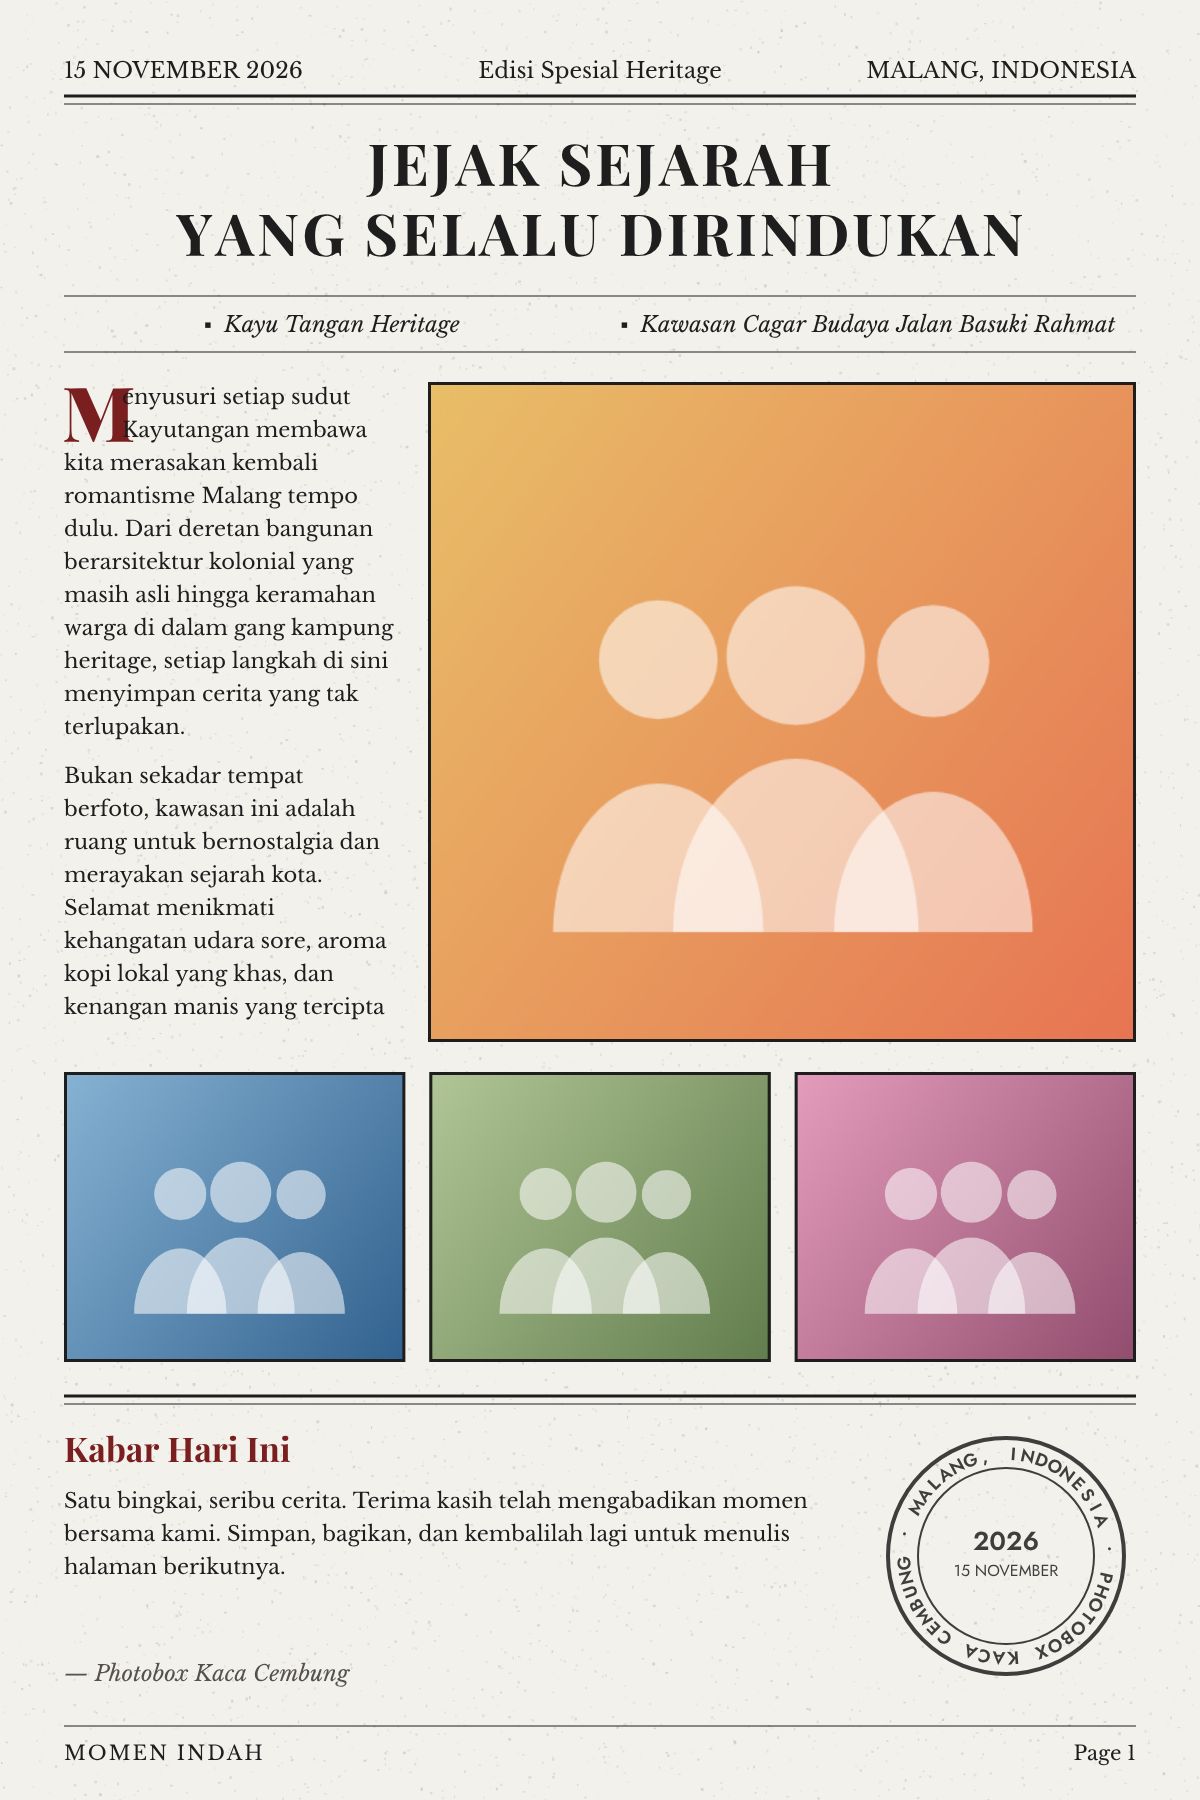 15 NOVEMBER 2026
Edisi Spesial Heritage
MALANG, INDONESIA
JEJAK SEJARAH
YANG SELALU DIRINDUKAN
▪ Kayu Tangan Heritage
▪ Kawasan Cagar Budaya Jalan Basuki Rahmat
Menyusuri setiap sudut
Kayutangan membawa
kita merasakan kembali
romantisme Malang tempo
dulu. Dari deretan bangunan
berarsitektur kolonial yang
masih asli hingga keramahan
warga di dalam gang kampung
heritage, setiap langkah di sini
menyimpan cerita yang tak
terlupakan.
Bukan sekadar tempat
berfoto, kawasan ini adalah
ruang untuk bernostalgia dan
merayakan sejarah kota.
Selamat menikmati
kehangatan udara sore, aroma
kopi lokal yang khas, dan
kenangan manis yang tercipta
Kabar Hari Ini
Satu bingkai, seribu cerita. Terima kasih telah mengabadikan momen
bersama kami. Simpan, bagikan, dan kembalilah lagi untuk menulis
halaman berikutnya.
— Photobox Kaca Cembung
MALANG, INDONESIA · PHOTOBOX KACA CEMBUNG ·
2026
15 NOVEMBER
MOMEN INDAH
Page 1